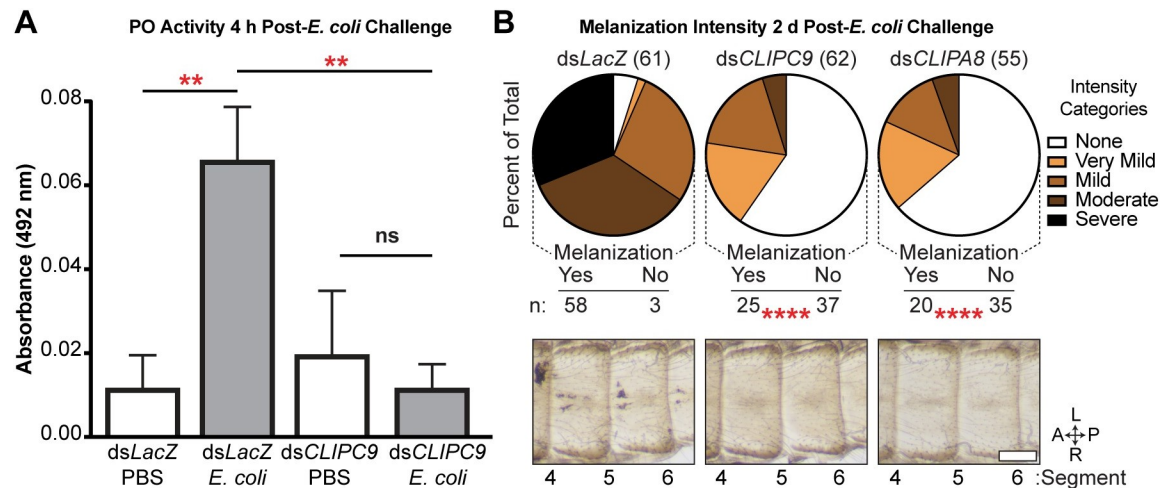 A
PO Activity 4 h Post-E. coli Challenge
**
**
ns
Absorbance (492 nm)
0.08
0.06
0.04
0.02
0.00
dsLacZ dsLacZ dsCLIPC9 dsCLIPC9
PBS E. coli PBS E. coli
B
Melanization Intensity 2 d Post-E. coli Challenge
dsLacZ (61) dsCLIPC9 (62) dsCLIPA8 (55)
Percent of Total
Intensity
Categories
None
Very Mild
Mild
Moderate
Severe
Melanization Melanization Melanization
Yes No Yes No Yes No
n: 58 3 25 **** 37 20 **** 35
L
A P
R
4 5 6 4 5 6 4 5 6 :Segment